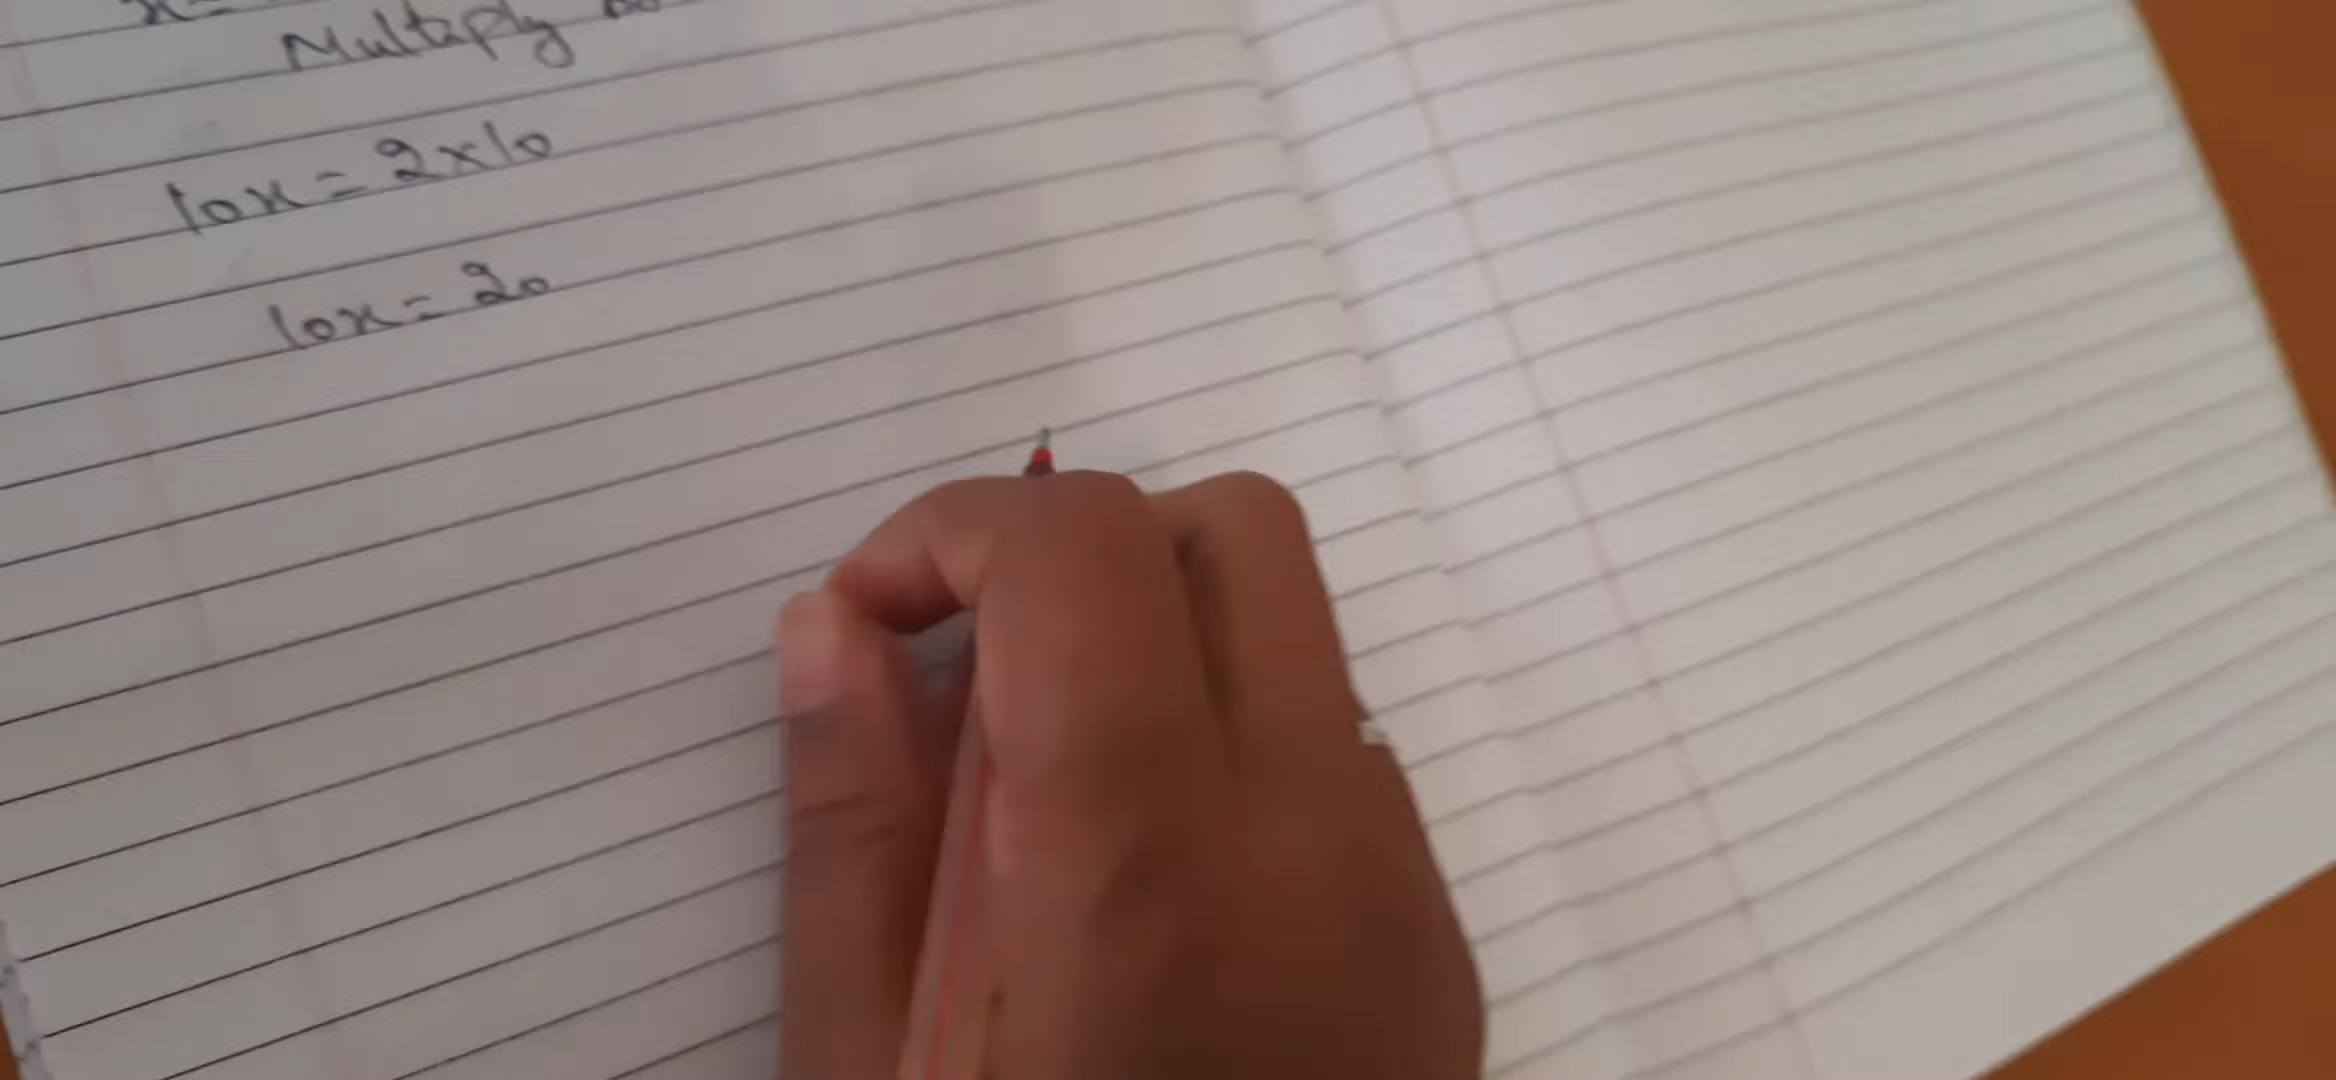 x=
Multiply
10x = 2x10
10x = 20